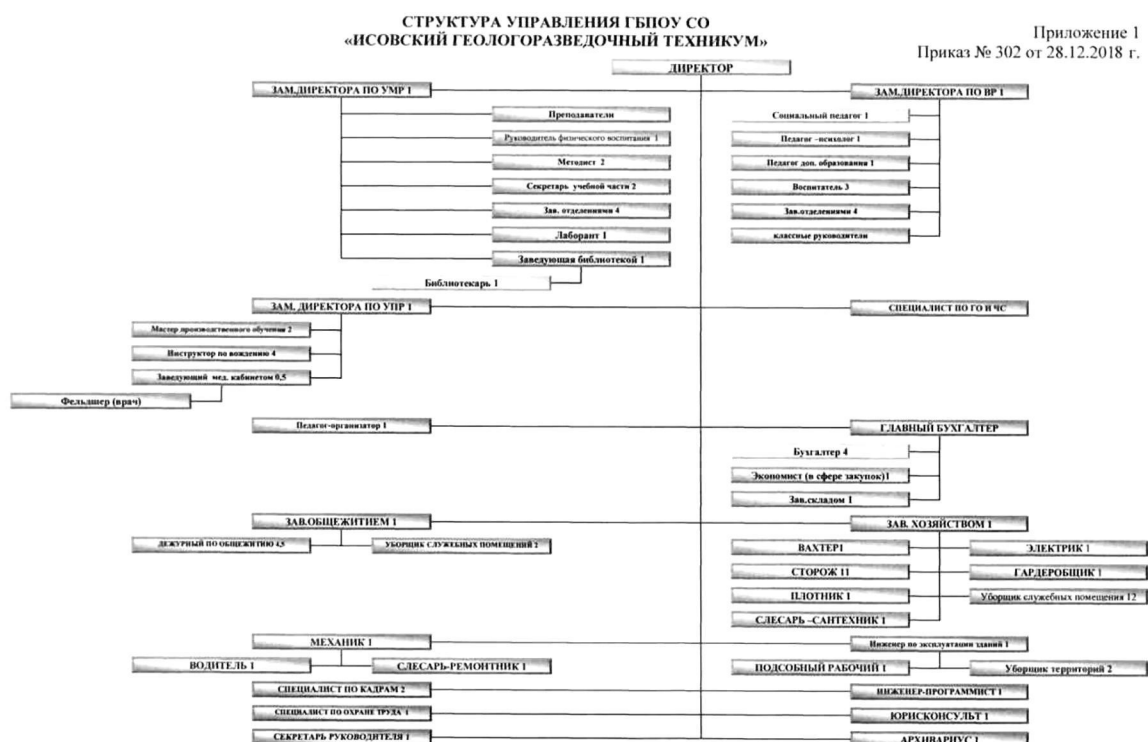 СТРУКТУРА УПРАВЛЕНИЯ ГБПОУ СО
«ИСОВСКИЙ ГЕОЛОГОРАЗВЕДОЧНЫЙ ТЕХНИКУМ»
Приложение 1
Приказ № 302 от 28.12.2018 г.
ДИРЕКТОР
ЗАМ.ДИРЕКТОРА ПО УМР 1
ЗАМ.ДИРЕКТОРА ПО ВР 1
Преподаватели
Социальный педагог 1
Руководитель физического воспитания 1
Педагог –психолог 1
Методист 2
Педагог доп. образования 1
Секретарь учебной части 2
Воспитатель 3
Зав. отделениями 4
Зав.отделениями 4
Лаборант 1
классные руководители
Заведующая библиотекой 1
Библиотекарь 1
ЗАМ. ДИРЕКТОРА ПО УПР 1
СПЕЦИАЛИСТ ПО ГО И ЧС
Мастер производственного обучения 2
Инструктор по вождению 4
Заведующий мед. кабинетом 0,5
Фельдшер (врач)
Педагог-организатор 1
ГЛАВНЫЙ БУХГАЛТЕР
Бухгалтер 4
Экономист (в сфере закупок)1
Зав.складом 1
ЗАВ.ОБЩЕЖИТИЕМ 1
ЗАВ. ХОЗЯЙСТВОМ 1
ДЕЖУРНЫЙ ПО ОБЩЕЖИТИЮ 4,5
УБОРЩИК СЛУЖЕБНЫХ ПОМЕЩЕНИЙ 2
ВАХТЕР1
ЭЛЕКТРИК 1
СТОРОЖ 11
ГАРДЕРОБЩИК 1
ПЛОТНИК 1
Уборщик служебных помещения 12
СЛЕСАРЬ –САНТЕХНИК 1
МЕХАНИК 1
Инженер по эксплуатации зданий 1
ВОДИТЕЛЬ 1
СЛЕСАРЬ-РЕМОНТНИК 1
ПОДСОБНЫЙ РАБОЧИЙ 1
Уборщик территорий 2
СПЕЦИАЛИСТ ПО КАДРАМ 2
ИНЖЕНЕР-ПРОГРАММИСТ 1
СПЕЦИАЛИСТ ПО ОХРАНЕ ТРУДА 1
ЮРИСКОНСУЛЬТ 1
СЕКРЕТАРЬ РУКОВОДИТЕЛЯ 1
АРХИВАРИУС 1